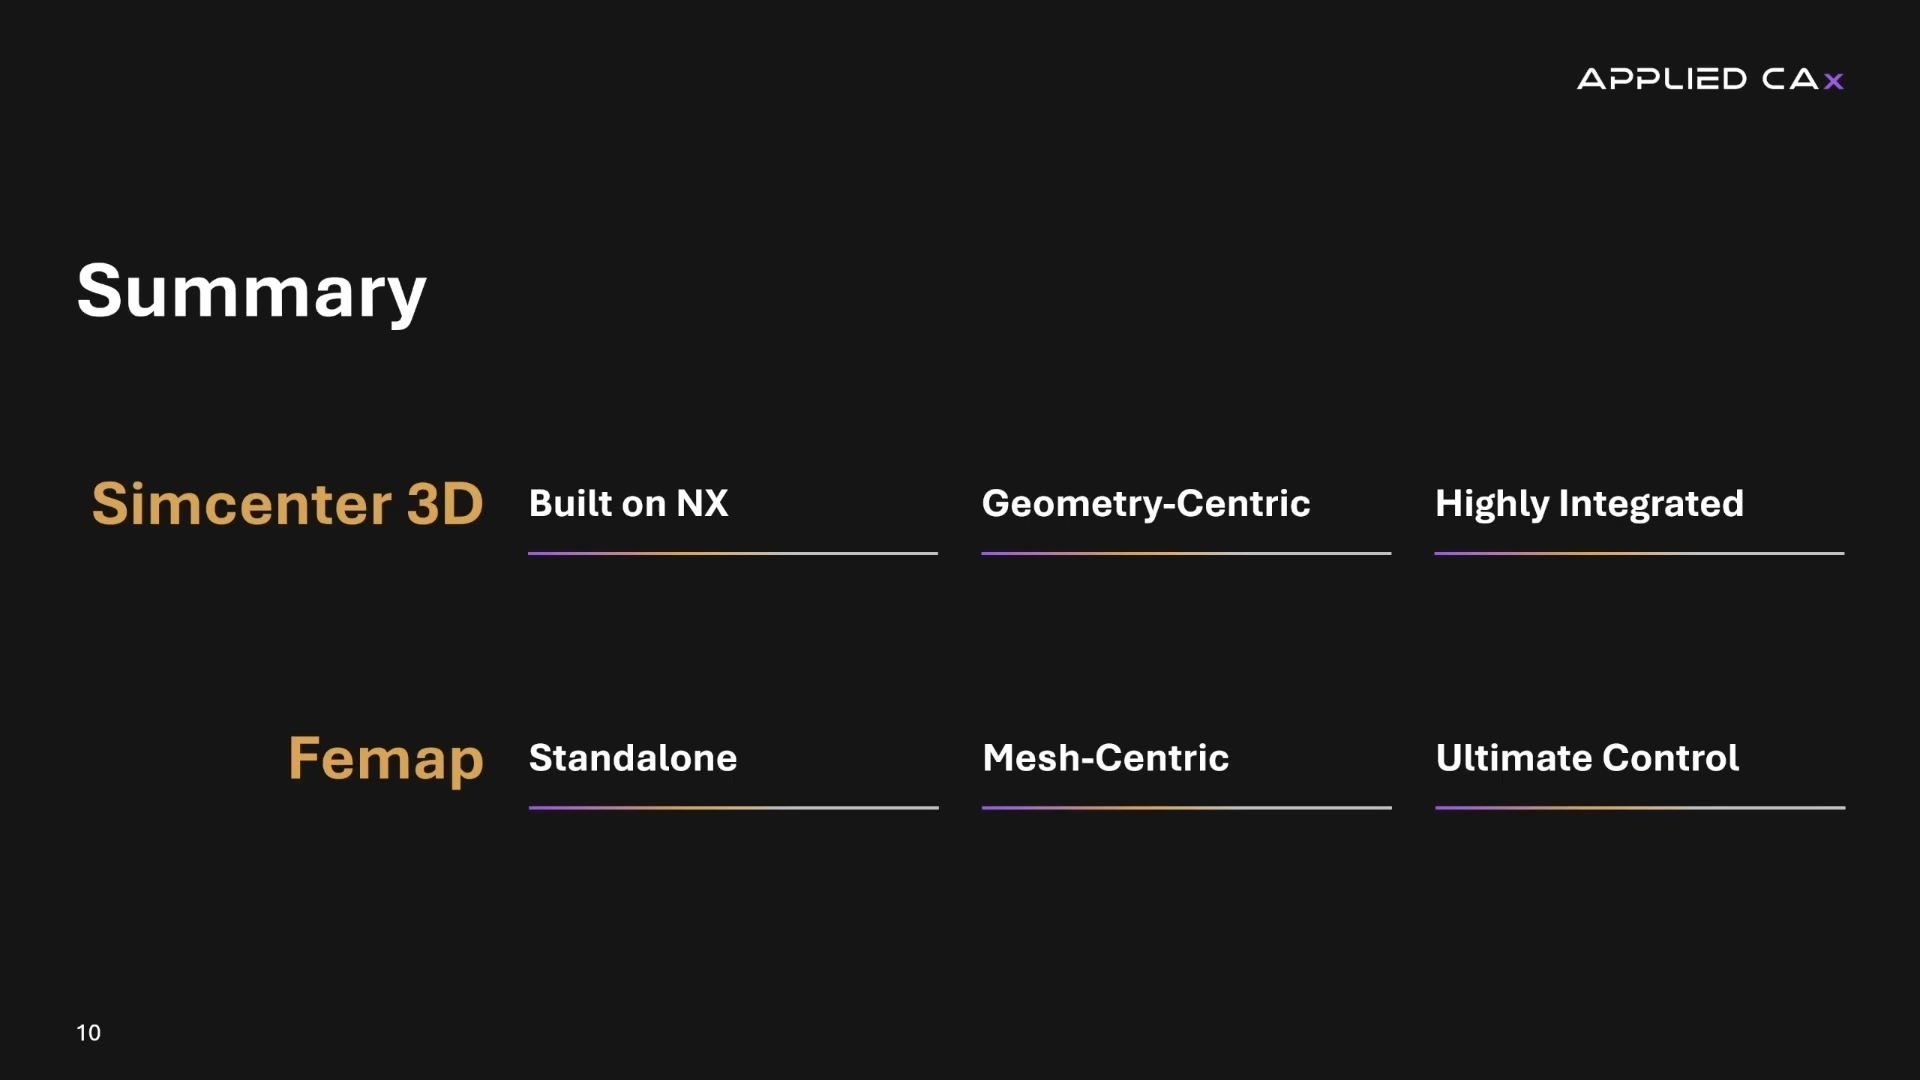 APPLIED CAx
Summary
Simcenter 3D
Built on NX
Geometry-Centric
Highly Integrated
Femap
Standalone
Mesh-Centric
Ultimate Control
10